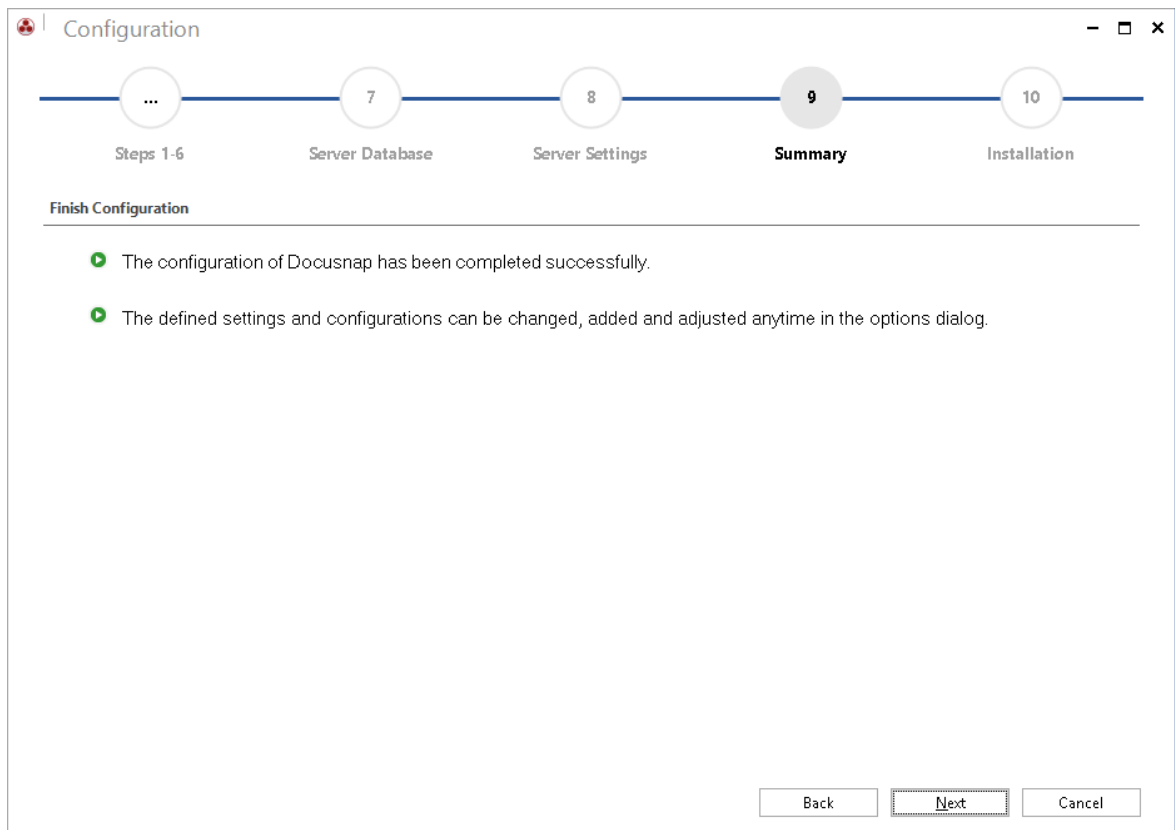 Configuration
... 7 8 9 10
Steps 1-6 Server Database Server Settings Summary Installation
Finish Configuration
The configuration of Docusnap has been completed successfully.
The defined settings and configurations can be changed, added and adjusted anytime in the options dialog.
Back Next Cancel